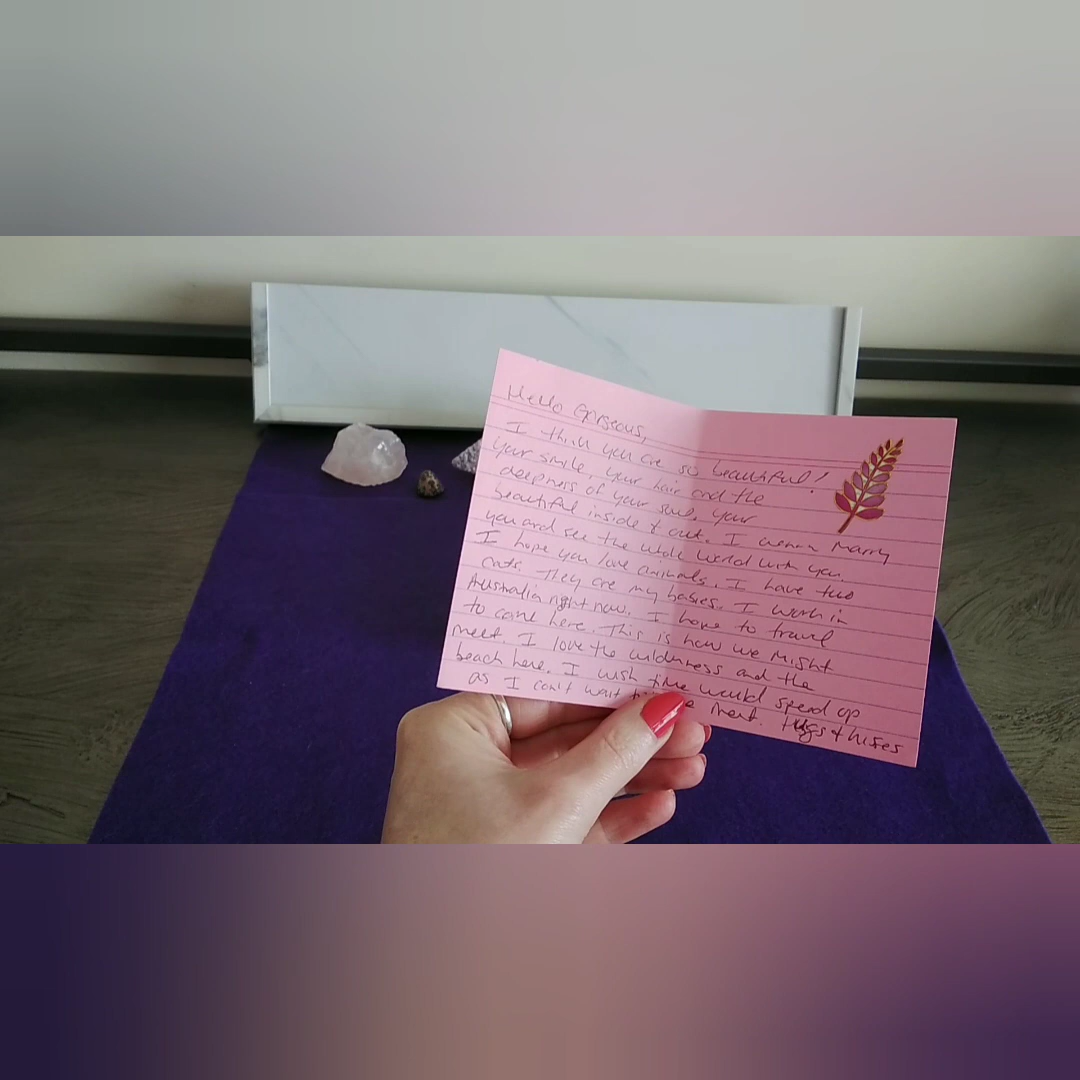 Hello Gorgeous,
I think you are so beautiful!
Your smile, your hair and the
deepness of your soul, your
beautiful inside & out. I wanna marry
you and see the whole world with you.
I hope you love animals. I have two
cats. They are my babies. I work in
Australia right now. I hope to travel
to come here. This is how we might
meet. I love the wilderness and the
beach here. I wish time would speed up
as I can't wait meet. Hugs & kisses